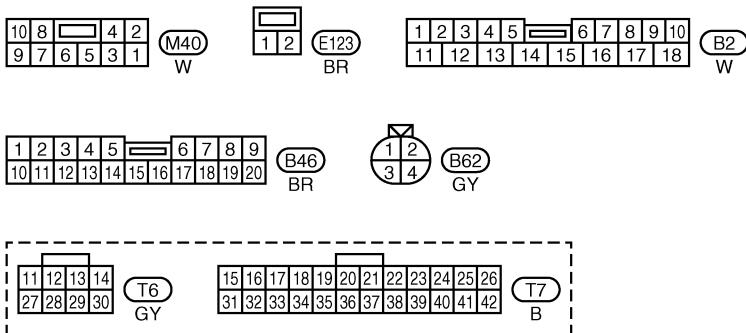 10 8 4 2
9 7 6 5 3 1
M40
W
1 2
E123
BR
1 2 3 4 5 6 7 8 9 10
11 12 13 14 15 16 17 18
B2
W
1 2 3 4 5 6 7 8 9
10 11 12 13 14 15 16 17 18 19 20
B46
BR
1 2
3 4
B62
GY
11 12 13 14
27 28 29 30
T6
GY
15 16 17 18 19 20 21 22 23 24 25 26
31 32 33 34 35 36 37 38 39 40 41 42
T7
B